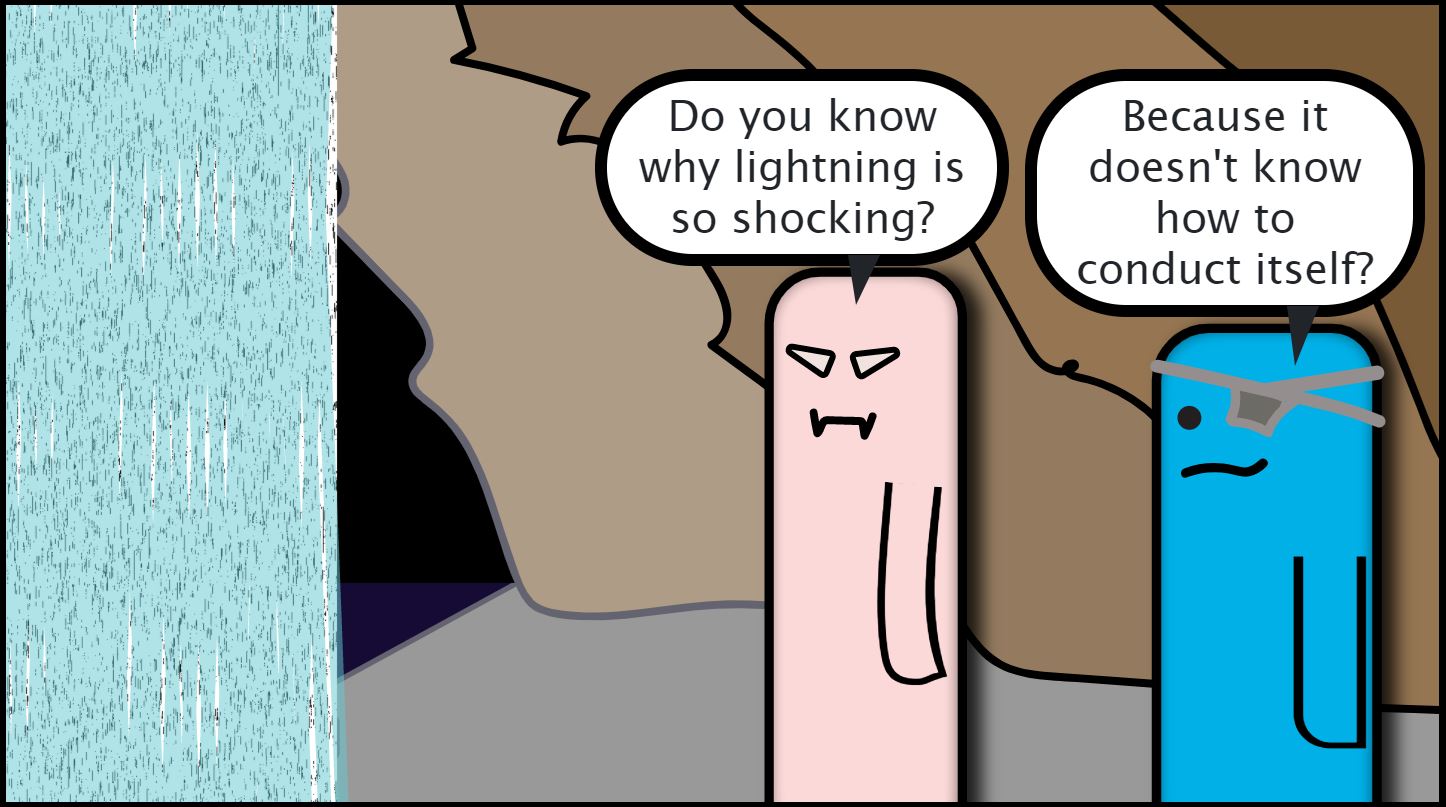 Do you know
why lightning is
so shocking?
Because it
doesn't know
how to
conduct itself?